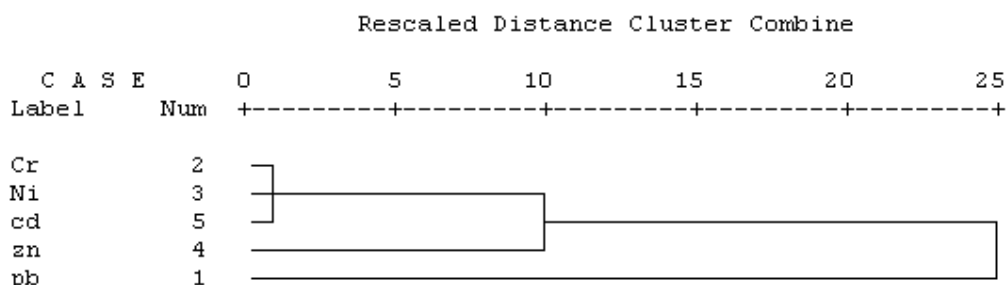 Rescaled Distance Cluster Combine
C A S E 0 5 10 15 20 25
Label Num +---------+---------+---------+---------+---------+
Cr 2
Ni 3
cd 5
zn 4
pb 1